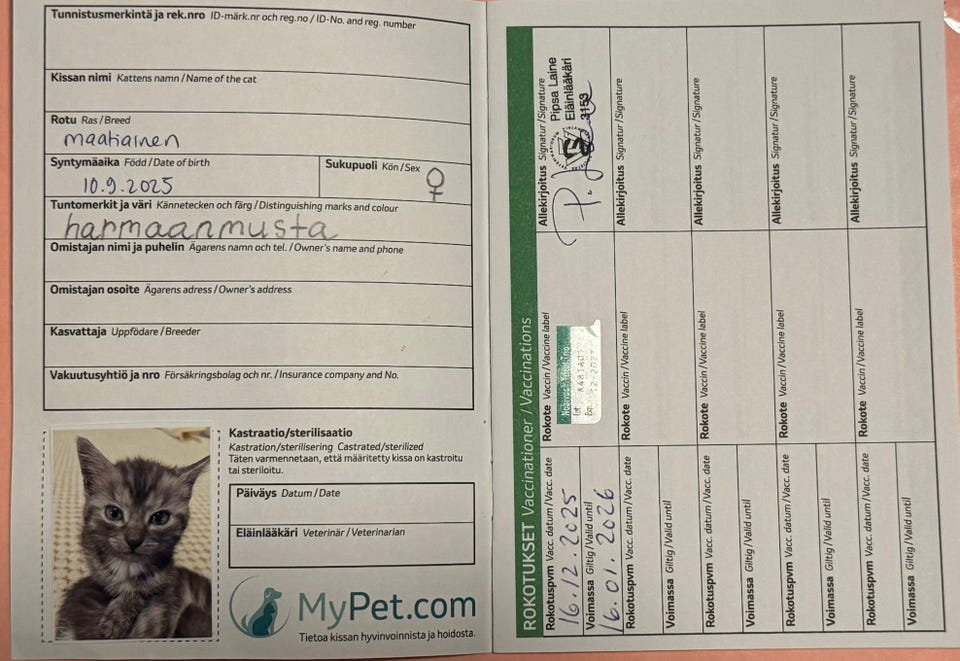 Tunnistusmerkintä ja rek.nro ID-märk.nr och reg.no / ID-No. and reg. number
Kissan nimi Kattens namn / Name of the cat
Rotu Ras / Breed
maatiainen
Syntymäaika Född / Date of birth
10.9.2025
Sukupuoli Kön / Sex
♀
Tuntomerkit ja väri Kännetecken och färg / Distinguishing marks and colour
harmaanmusta
Omistajan nimi ja puhelin Ägarens namn och tel. / Owner's name and phone
Omistajan osoite Ägarens adress / Owner's address
Kasvattaja Uppfödare / Breeder
Vakuutusyhtiö ja nro Försäkringsbolag och nr. / Insurance company and No.
Kastraatio/sterilisaatio
Kastration/sterilisering Castrated/sterilized
Täten varmennetaan, että määritetty kissa on kastroitu
tai steriloitu.
Päiväys Datum / Date
Eläinlääkäri Veterinär / Veterinarian
MyPet.com
Tietoa kissan hyvinvoinnista ja hoidosta.
ROKOTUKSET Vaccinationer / Vaccinations
Rokotuspvm Vacc. datum / Vacc. date
16.12.2025
Voimassa Giltig / Valid until
16.01.2026
Rokote Vaccin / Vaccine label
Nobivac Tricat Trio
Lot A481A01
12-2027
Allekirjoitus Signatur / Signature
Pipsa Laine
Eläinlääkäri
3153
Rokotuspvm Vacc. datum / Vacc. date
Voimassa Giltig / Valid until
Rokote Vaccin / Vaccine label
Allekirjoitus Signatur / Signature
Rokotuspvm Vacc. datum / Vacc. date
Voimassa Giltig / Valid until
Rokote Vaccin / Vaccine label
Allekirjoitus Signatur / Signature
Rokotuspvm Vacc. datum / Vacc. date
Voimassa Giltig / Valid until
Rokote Vaccin / Vaccine label
Allekirjoitus Signatur / Signature
Rokotuspvm Vacc. datum / Vacc. date
Voimassa Giltig / Valid until
Rokote Vaccin / Vaccine label
Allekirjoitus Signatur / Signature